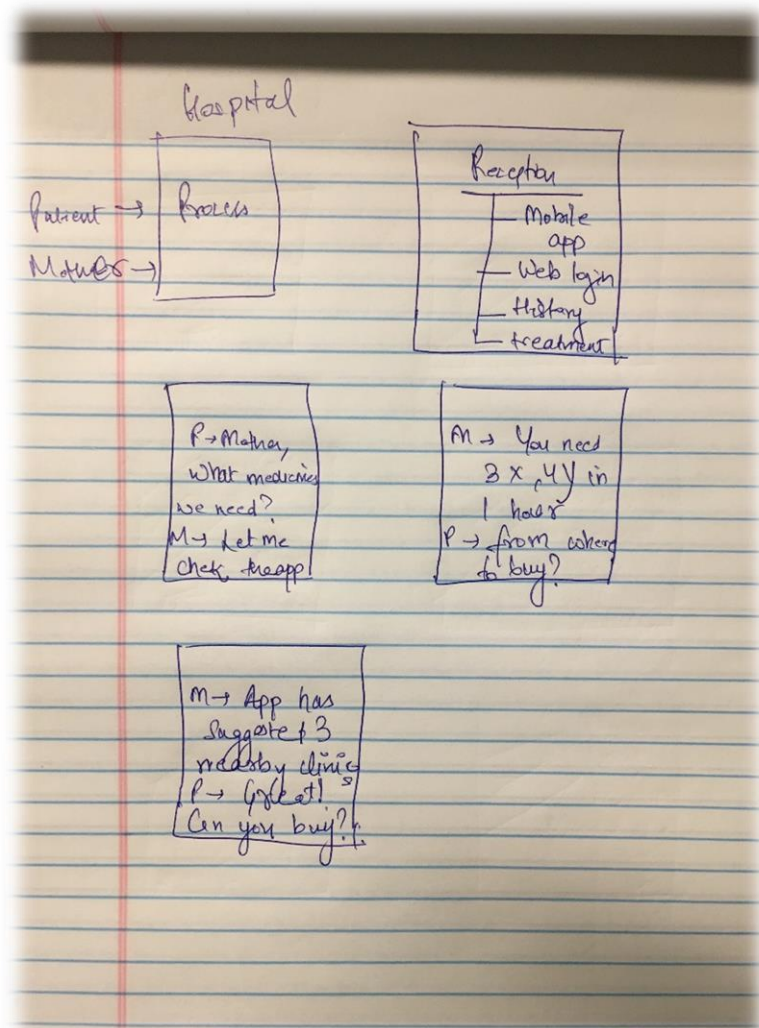 Hospital
Patient → Process
Mother →
Reception
Mobile
app
Web login
History
treatment
P → Mother,
what medicines
we need?
M → Let me
chek the app
M → You need
3 x , 4 y in
1 hour
P → from where
to buy?
M → App has
suggested 3
nearby clinics
P → Great!
Can you buy?